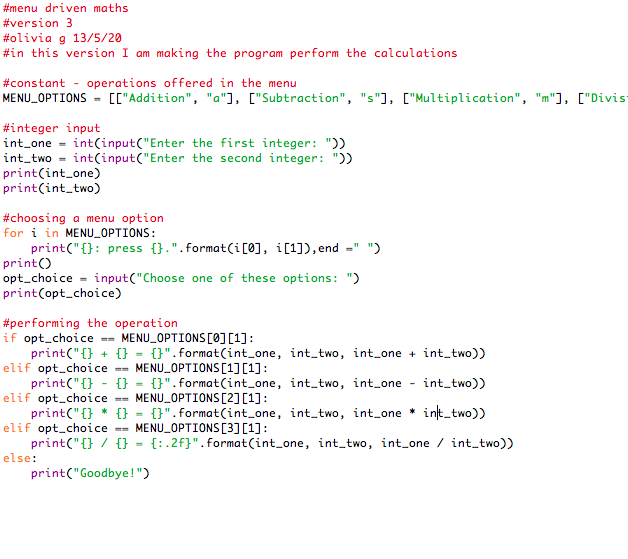 #menu driven maths
#version 3
#olivia g 13/5/20
#in this version I am making the program perform the calculations
#constant - operations offered in the menu
MENU_OPTIONS = [["Addition", "a"], ["Subtraction", "s"], ["Multiplication", "m"], ["Divis
#integer input
int_one = int(input("Enter the first integer: "))
int_two = int(input("Enter the second integer: "))
print(int_one)
print(int_two)
#choosing a menu option
for i in MENU_OPTIONS:
    print("{}: press {}.".format(i[0], i[1]),end =" ")
print()
opt_choice = input("Choose one of these options: ")
print(opt_choice)
#performing the operation
if opt_choice == MENU_OPTIONS[0][1]:
    print("{} + {} = {}".format(int_one, int_two, int_one + int_two))
elif opt_choice == MENU_OPTIONS[1][1]:
    print("{} - {} = {}".format(int_one, int_two, int_one - int_two))
elif opt_choice == MENU_OPTIONS[2][1]:
    print("{} * {} = {}".format(int_one, int_two, int_one * int_two))
elif opt_choice == MENU_OPTIONS[3][1]:
    print("{} / {} = {:.2f}".format(int_one, int_two, int_one / int_two))
else:
    print("Goodbye!")